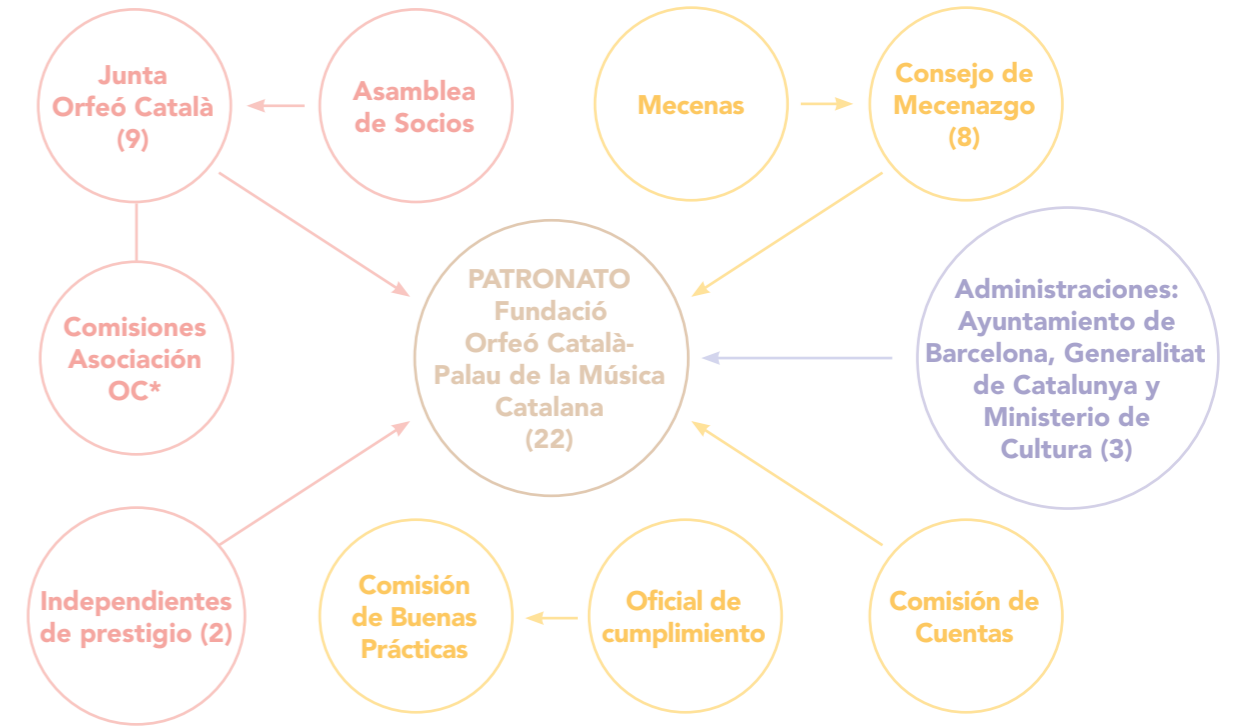 Junta
Orfeó Català
(9)
Asamblea
de Socios
Mecenas
Consejo de
Mecenazgo
(8)
Comisiones
Asociación
OC*
PATRONATO
Fundació
Orfeó Català-
Palau de la Música
Catalana
(22)
Administraciones:
Ayuntamiento de
Barcelona, Generalitat
de Catalunya y
Ministerio de
Cultura (3)
Independientes
de prestigio (2)
Comisión
de Buenas
Prácticas
Oficial de
cumplimiento
Comisión de
Cuentas